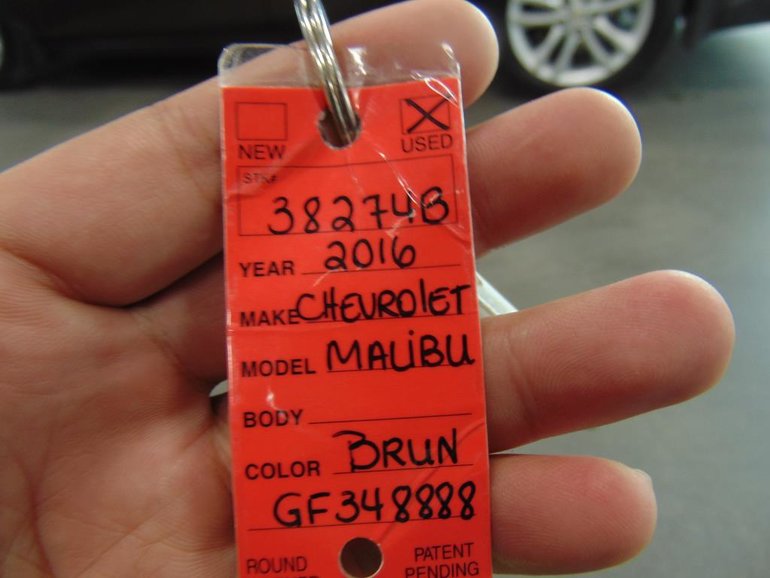 NEW USED
STK#
38274B
YEAR 2016
MAKE CHEVROLET
MODEL MALiBU
BODY
COLOR BRUN
GF348888
ROUND PATENT
PENDING